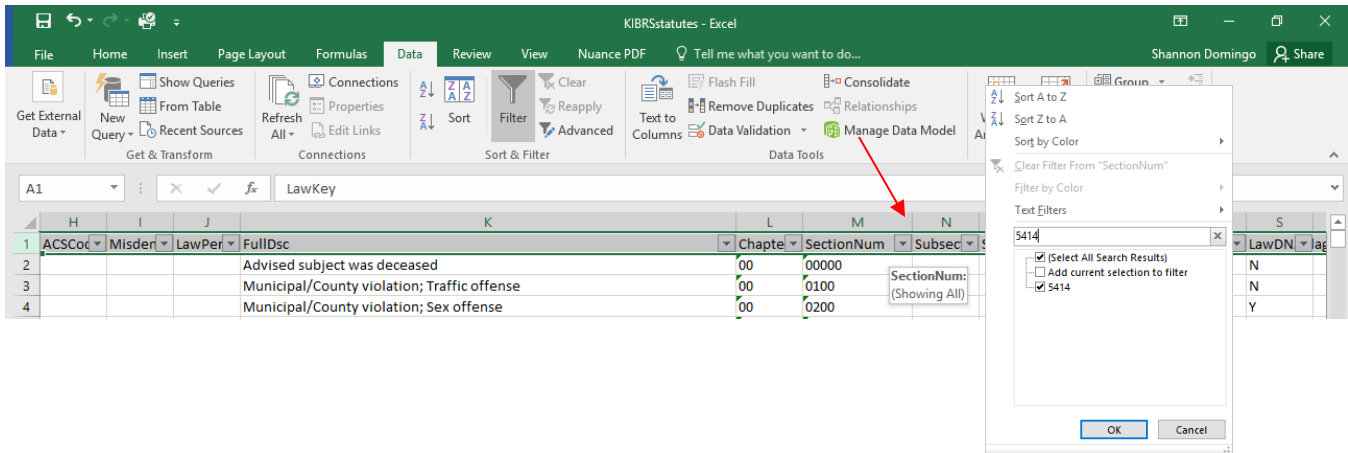 KIBRSstatutes - Excel
File Home Insert Page Layout Formulas Data Review View Nuance PDF Tell me what you want to do... Shannon Domingo Share
Get External Data
New Query
Show Queries
From Table
Recent Sources
Get & Transform
Refresh All
Connections
Properties
Edit Links
Connections
Sort
Filter
Clear
Reapply
Advanced
Sort & Filter
Text to Columns
Flash Fill
Remove Duplicates
Data Validation
Consolidate
Relationships
Manage Data Model
Data Tools
Group
A1 fx LawKey
H I J K L M N S
1 ACSCod Misden LawPer FullDsc Chapte SectionNum Subsec LawDN
2 Advised subject was deceased 00 00000 N
3 Municipal/County violation; Traffic offense 00 0100 N
4 Municipal/County violation; Sex offense 00 0200 Y
SectionNum:
(Showing All)
Sort A to Z
Sort Z to A
Sort by Color
Clear Filter From "SectionNum"
Filter by Color
Text Filters
5414
(Select All Search Results)
Add current selection to filter
5414
OK Cancel